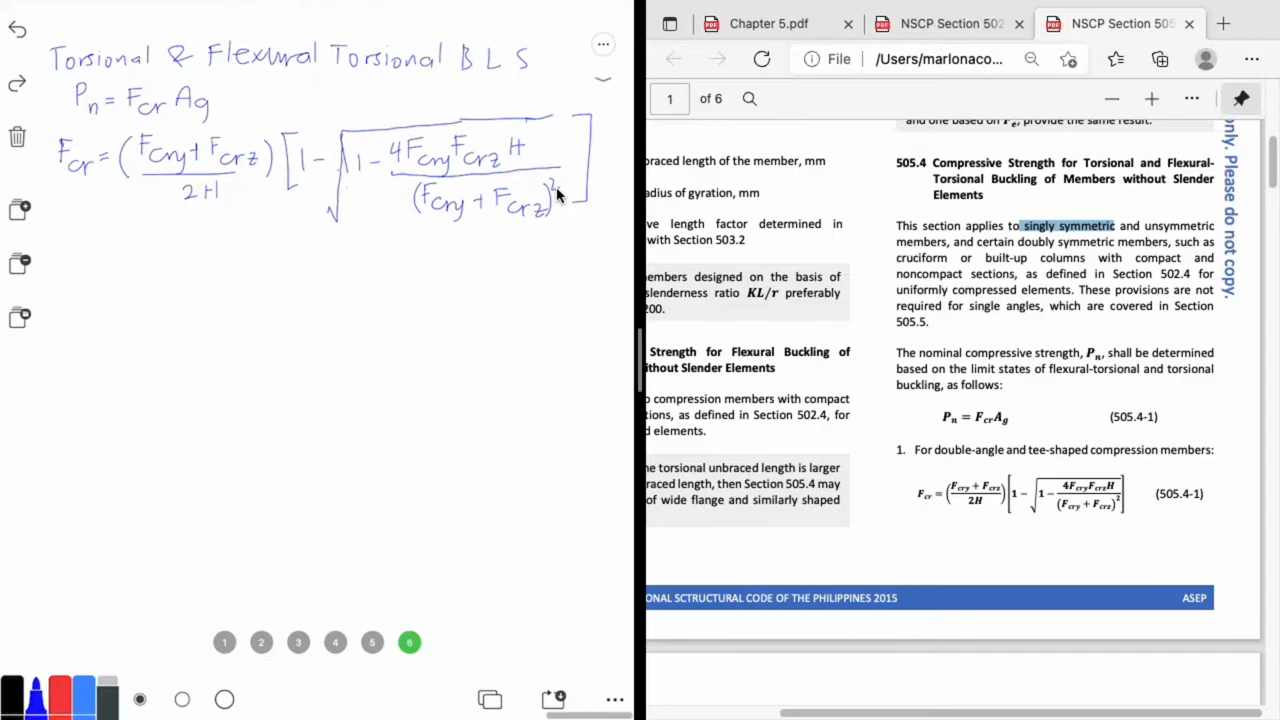 Torsional & Flexural Torsional B L S
Pn = Fcr Ag
Fcr = (Fcry + Fcrz / 2H) [1 - √(1 - 4Fcry Fcrz H / (Fcry + Fcrz)²)]
1 2 3 4 5 6
Chapter 5.pdf
NSCP Section 502
NSCP Section 505
File /Users/marlonaco...
1 of 6
and one based on Fe, provide the same result.
braced length of the member, mm
adius of gyration, mm
ve length factor determined in
with Section 503.2
embers designed on the basis of
slenderness ratio KL/r preferably
200.
Strength for Flexural Buckling of
ithout Slender Elements
o compression members with compact
tions, as defined in Section 502.4, for
d elements.
he torsional unbraced length is larger
braced length, then Section 505.4 may
of wide flange and similarly shaped
505.4 Compressive Strength for Torsional and Flexural-
Torsional Buckling of Members without Slender
Elements
This section applies to singly symmetric and unsymmetric
members, and certain doubly symmetric members, such as
cruciform or built-up columns with compact and
noncompact sections, as defined in Section 502.4 for
uniformly compressed elements. These provisions are not
required for single angles, which are covered in Section
505.5.
The nominal compressive strength, Pn, shall be determined
based on the limit states of flexural-torsional and torsional
buckling, as follows:
Pn = FcrAg (505.4-1)
1. For double-angle and tee-shaped compression members:
Fcr = (Fcry + Fcrz / 2H) [1 - √(1 - 4FcryFcrzH / (Fcry + Fcrz)²)] (505.4-1)
ONAL SCTRUCTURAL CODE OF THE PHILIPPINES 2015 ASEP
only. Please do not copy.